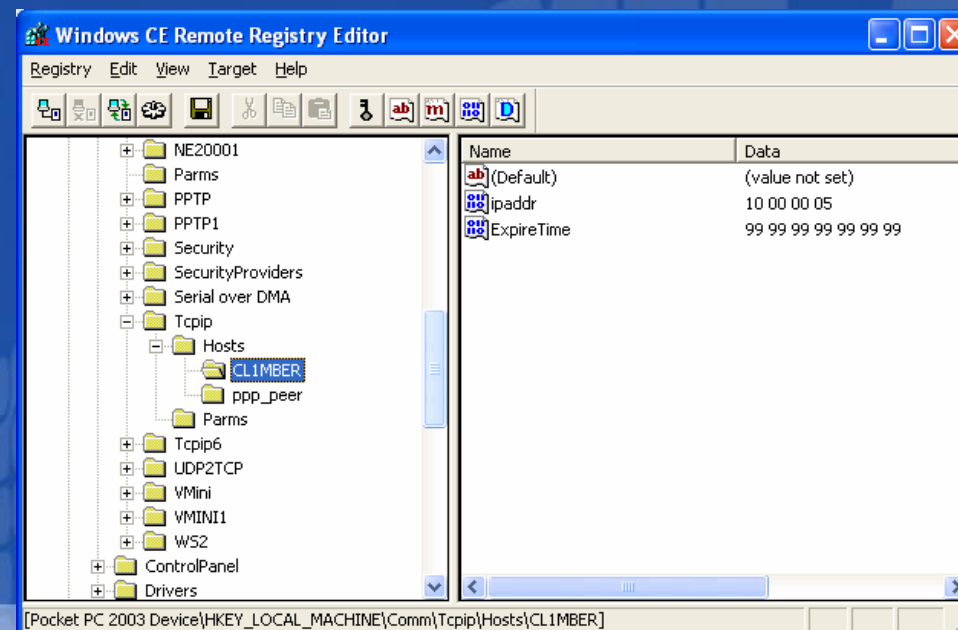 Windows CE Remote Registry Editor
Registry Edit View Target Help
NE20001
Parms
PPTP
PPTP1
Security
SecurityProviders
Serial over DMA
Tcpip
Hosts
CL1MBER
ppp_peer
Parms
Tcpip6
UDP2TCP
VMini
VMINI1
WS2
ControlPanel
Drivers
Name Data
(Default) (value not set)
ipaddr 10 00 00 05
ExpireTime 99 99 99 99 99 99 99
[Pocket PC 2003 Device\HKEY_LOCAL_MACHINE\Comm\Tcpip\Hosts\CL1MBER]